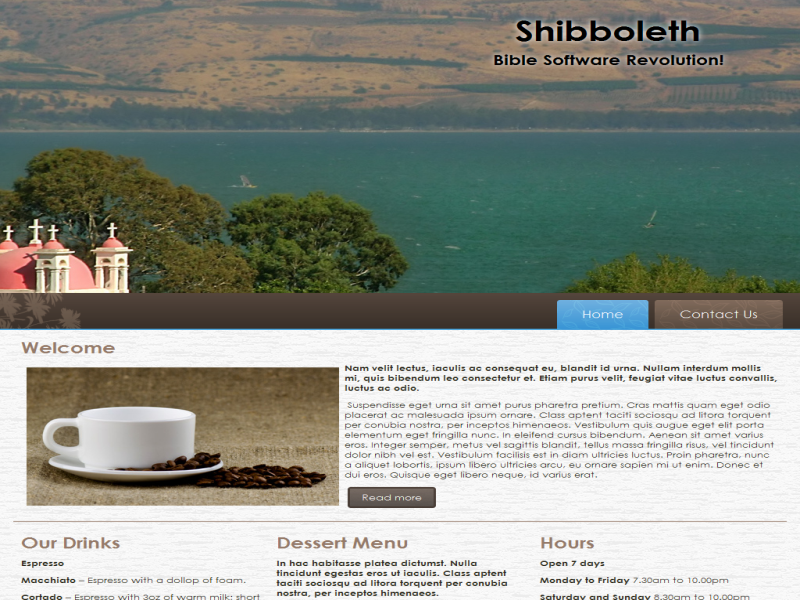 Shibboleth
Bible Software Revolution!
Home
Contact Us
Welcome
Nam velit lectus, iaculis ac consequat eu, blandit id urna. Nullam interdum mollis
mi, quis bibendum leo consectetur et. Etiam purus velit, feugiat vitae luctus convallis,
luctus ac odio.
Suspendisse eget urna sit amet purus pharetra pretium. Cras mattis quam eget odio
placerat ac malesuada ipsum ornare. Class aptent taciti sociosqu ad litora torquent
per conubia nostra, per inceptos himenaeos. Vestibulum quis augue eget elit porta
elementum eget fringilla nunc. In eleifend cursus bibendum. Aenean sit amet varius
eros. Integer semper, metus vel sagittis blandit, tellus massa fringilla risus, vel tincidunt
dolor nibh vel est. Vestibulum facilisis est in diam ultricies luctus. Proin pharetra, nunc
a aliquet lobortis, ipsum libero ultricies arcu, eu ornare sapien mi ut enim. Donec et
dui eros. Quisque eget libero neque, id varius erat.
Read more
Our Drinks
Espresso
Macchiato – Espresso with a dollop of foam.
Cortado – Espresso with 3oz of warm milk; short
Dessert Menu
In hac habitasse platea dictumst. Nulla
tincidunt egestas eros ut iaculis. Class aptent
taciti sociosqu ad litora torquent per conubia
nostra, per inceptos himenaeos.
Hours
Open 7 days
Monday to Friday 7.30am to 10.00pm
Saturday and Sunday 8.30am to 10.00pm